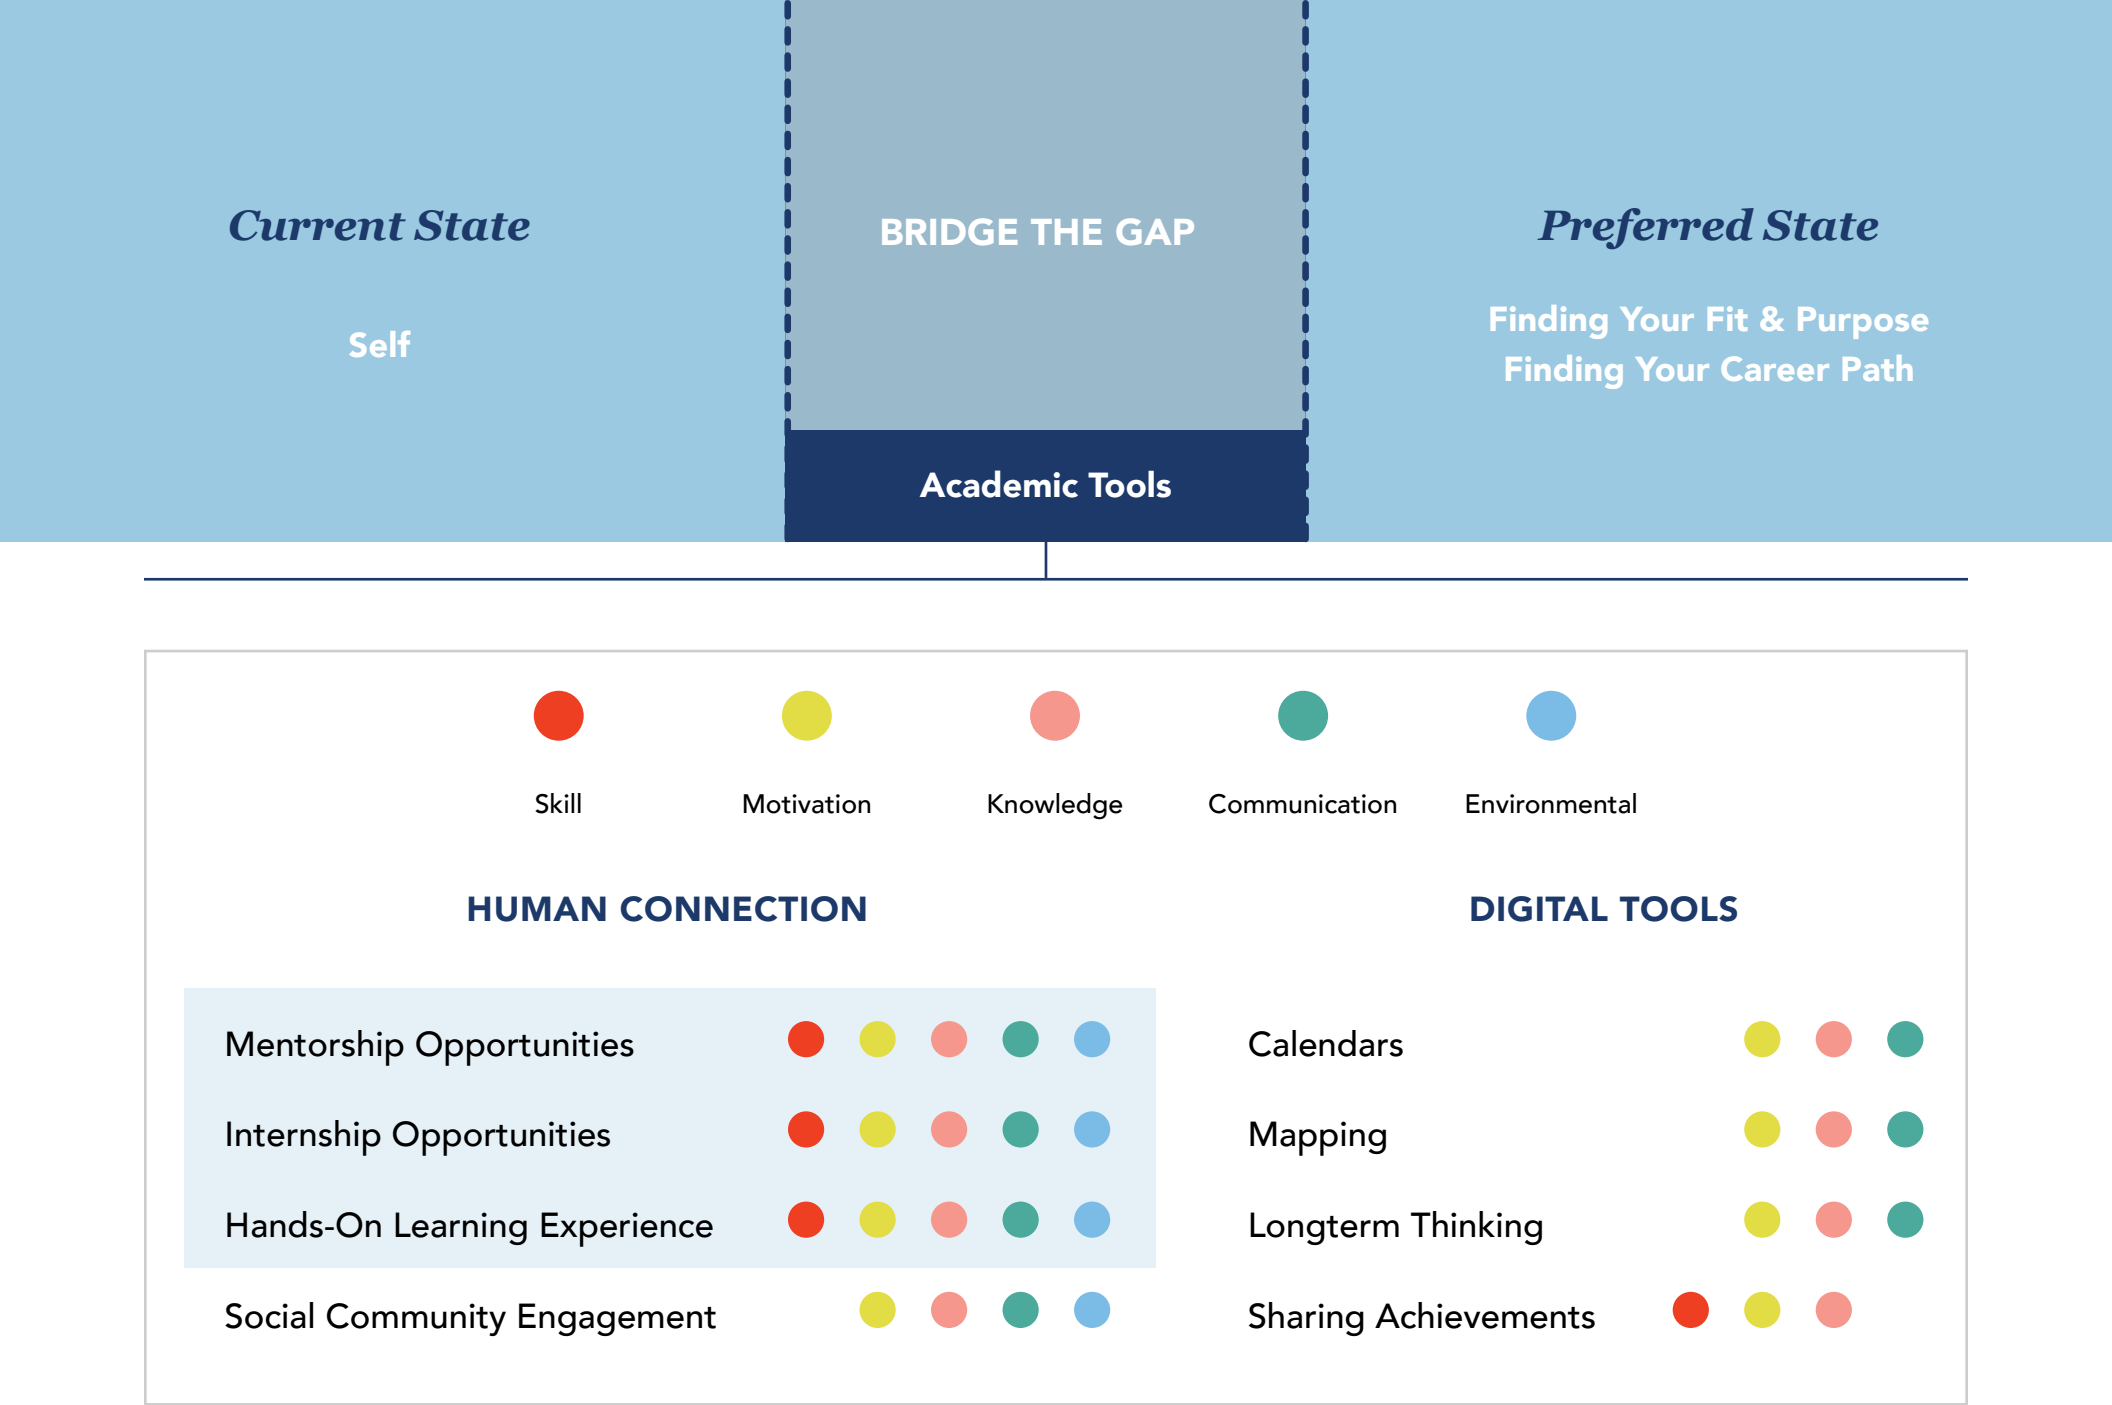 Current State
Self
BRIDGE THE GAP
Academic Tools
Preferred State
Finding Your Fit & Purpose
Finding Your Career Path
Skill
Motivation
Knowledge
Communication
Environmental
HUMAN CONNECTION
Mentorship Opportunities
Internship Opportunities
Hands-On Learning Experience
Social Community Engagement
DIGITAL TOOLS
Calendars
Mapping
Longterm Thinking
Sharing Achievements